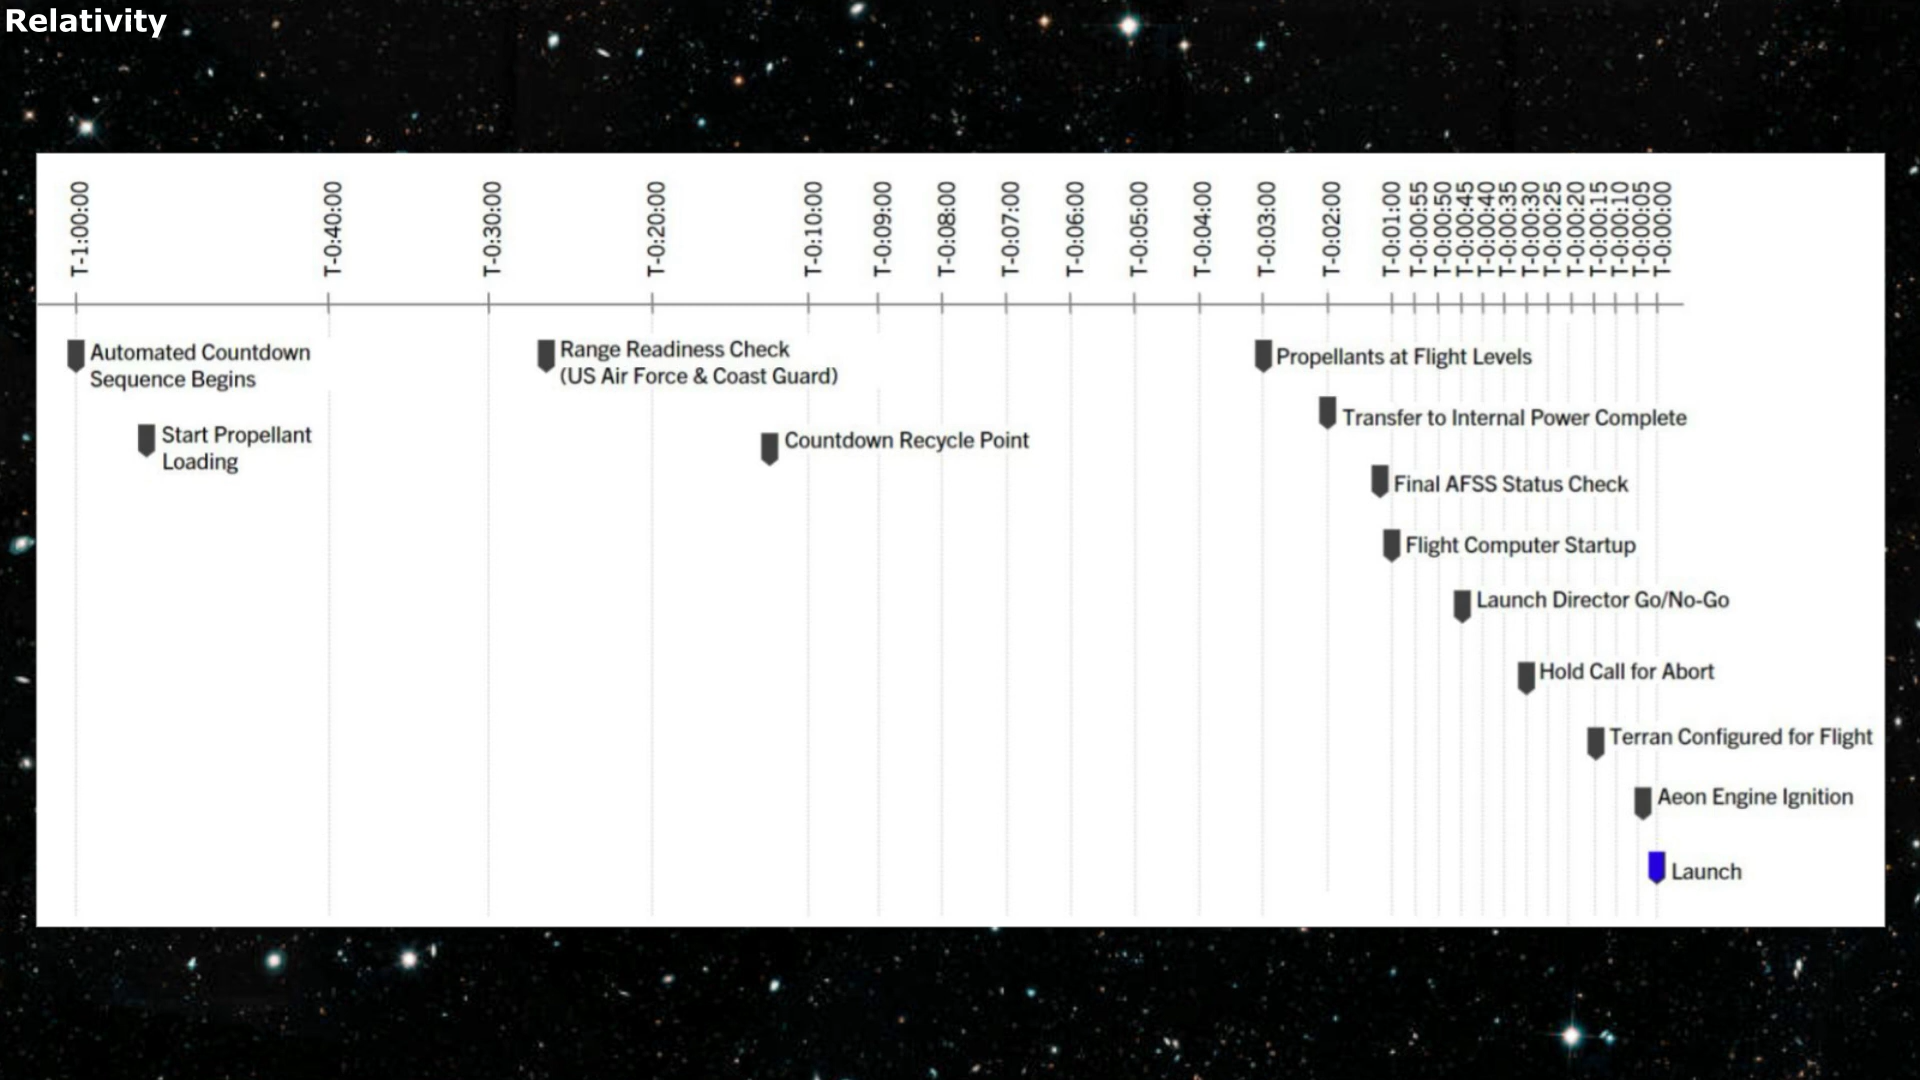 Relativity
T-1:00:00
T-0:40:00
T-0:30:00
T-0:20:00
T-0:10:00
T-0:09:00
T-0:08:00
T-0:07:00
T-0:06:00
T-0:05:00
T-0:04:00
T-0:03:00
T-0:02:00
T-0:01:00
T-0:00:55
T-0:00:50
T-0:00:45
T-0:00:40
T-0:00:35
T-0:00:30
T-0:00:25
T-0:00:20
T-0:00:15
T-0:00:10
T-0:00:05
T-0:00:00
Automated Countdown
Sequence Begins
Start Propellant
Loading
Range Readiness Check
(US Air Force & Coast Guard)
Countdown Recycle Point
Propellants at Flight Levels
Transfer to Internal Power Complete
Final AFSS Status Check
Flight Computer Startup
Launch Director Go/No-Go
Hold Call for Abort
Terran Configured for Flight
Aeon Engine Ignition
Launch